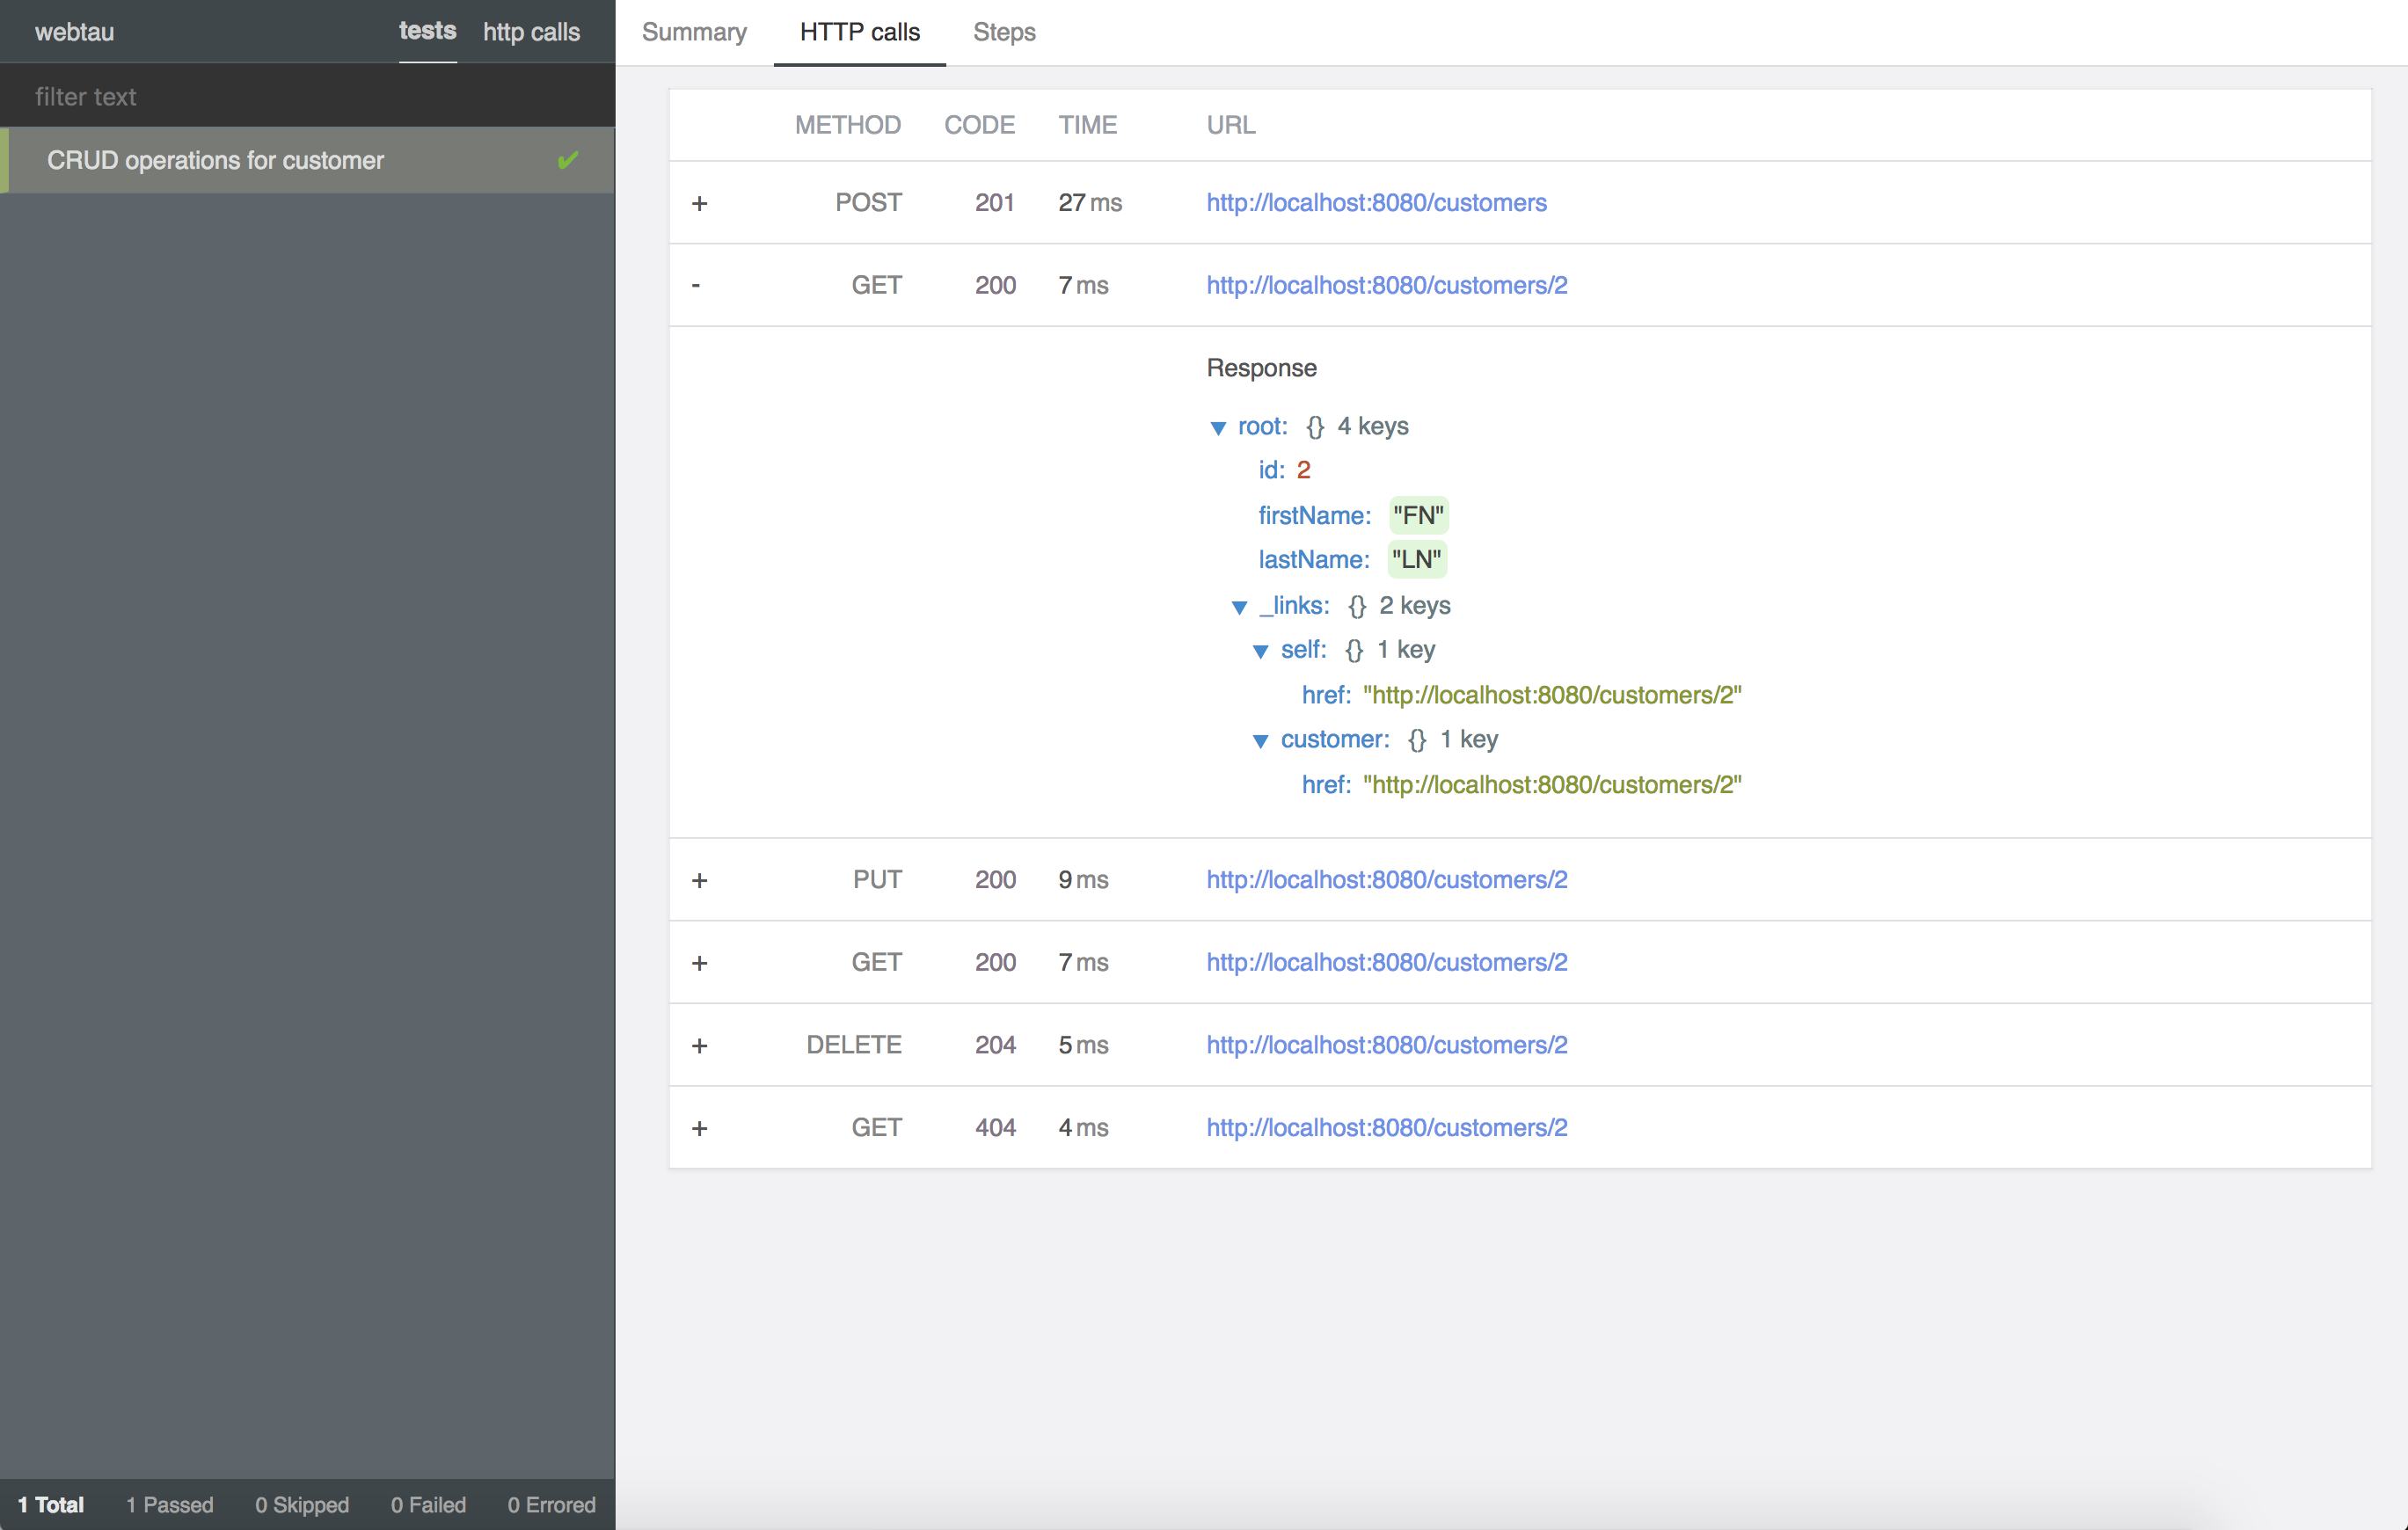 webtau tests http calls
filter text
CRUD operations for customer ✔
1 Total 1 Passed 0 Skipped 0 Failed 0 Errored
Summary HTTP calls Steps
METHOD CODE TIME URL
+ POST 201 27 ms http://localhost:8080/customers
- GET 200 7 ms http://localhost:8080/customers/2
Response
▼ root: {} 4 keys
id: 2
firstName: "FN"
lastName: "LN"
▼ _links: {} 2 keys
▼ self: {} 1 key
href: "http://localhost:8080/customers/2"
▼ customer: {} 1 key
href: "http://localhost:8080/customers/2"
+ PUT 200 9 ms http://localhost:8080/customers/2
+ GET 200 7 ms http://localhost:8080/customers/2
+ DELETE 204 5 ms http://localhost:8080/customers/2
+ GET 404 4 ms http://localhost:8080/customers/2